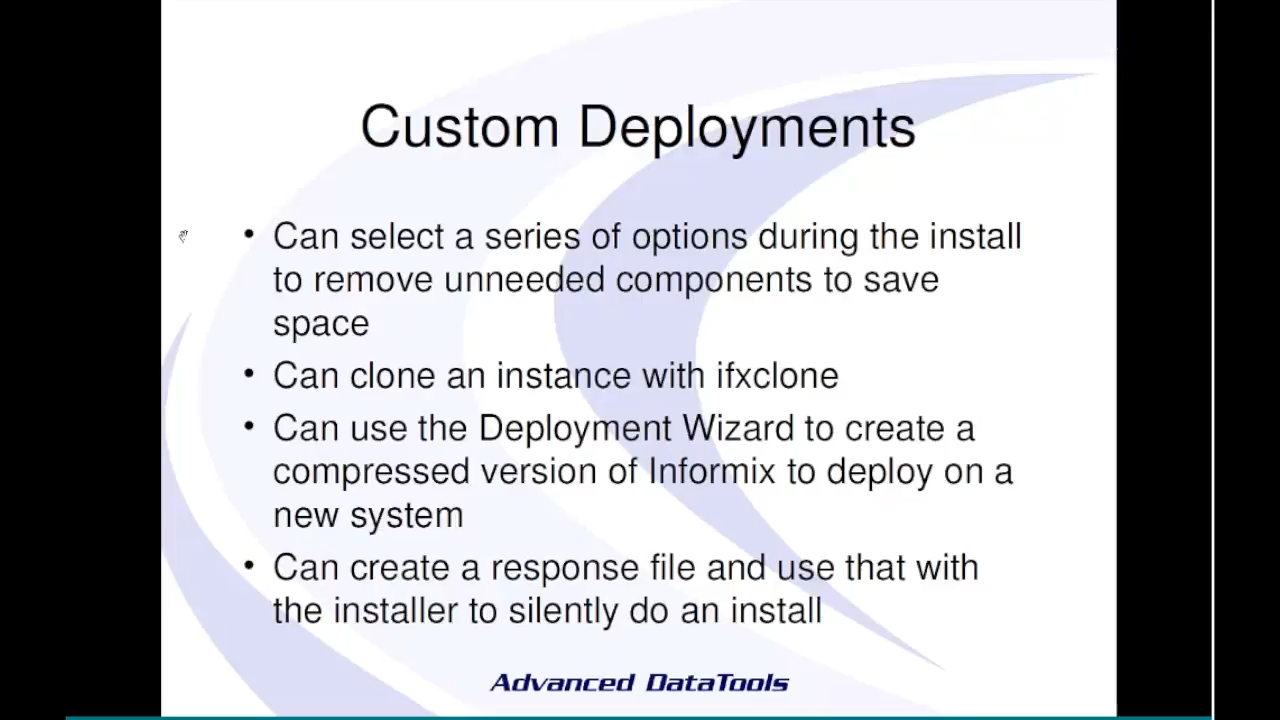 Custom Deployments
• Can select a series of options during the install
to remove unneeded components to save
space
• Can clone an instance with ifxclone
• Can use the Deployment Wizard to create a
compressed version of Informix to deploy on a
new system
• Can create a response file and use that with
the installer to silently do an install
Advanced DataTools